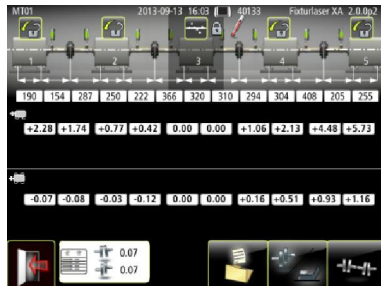 MT01 2013-09-13 16:03 40133 Fixturlaser XA 2.0.0p2
1 2 3 4 5
190 154 287 250 222 366 320 310 294 304 408 205 255
+2.28 +1.74 +0.77 +0.42 0.00 0.00 +1.06 +2.13 +4.48 +5.73
-0.07 -0.08 -0.03 -0.12 0.00 0.00 +0.16 +0.51 +0.93 +1.16
0.07
0.07